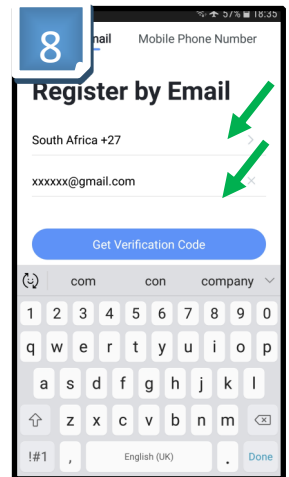 57% 18:35
8
mail Mobile Phone Number
Register by Email
South Africa +27
xxxxxx@gmail.com
Get Verification Code
com con company
1 2 3 4 5 6 7 8 9 0
q w e r t y u i o p
a s d f g h j k l
z x c v b n m
!#1 , English (UK) . Done